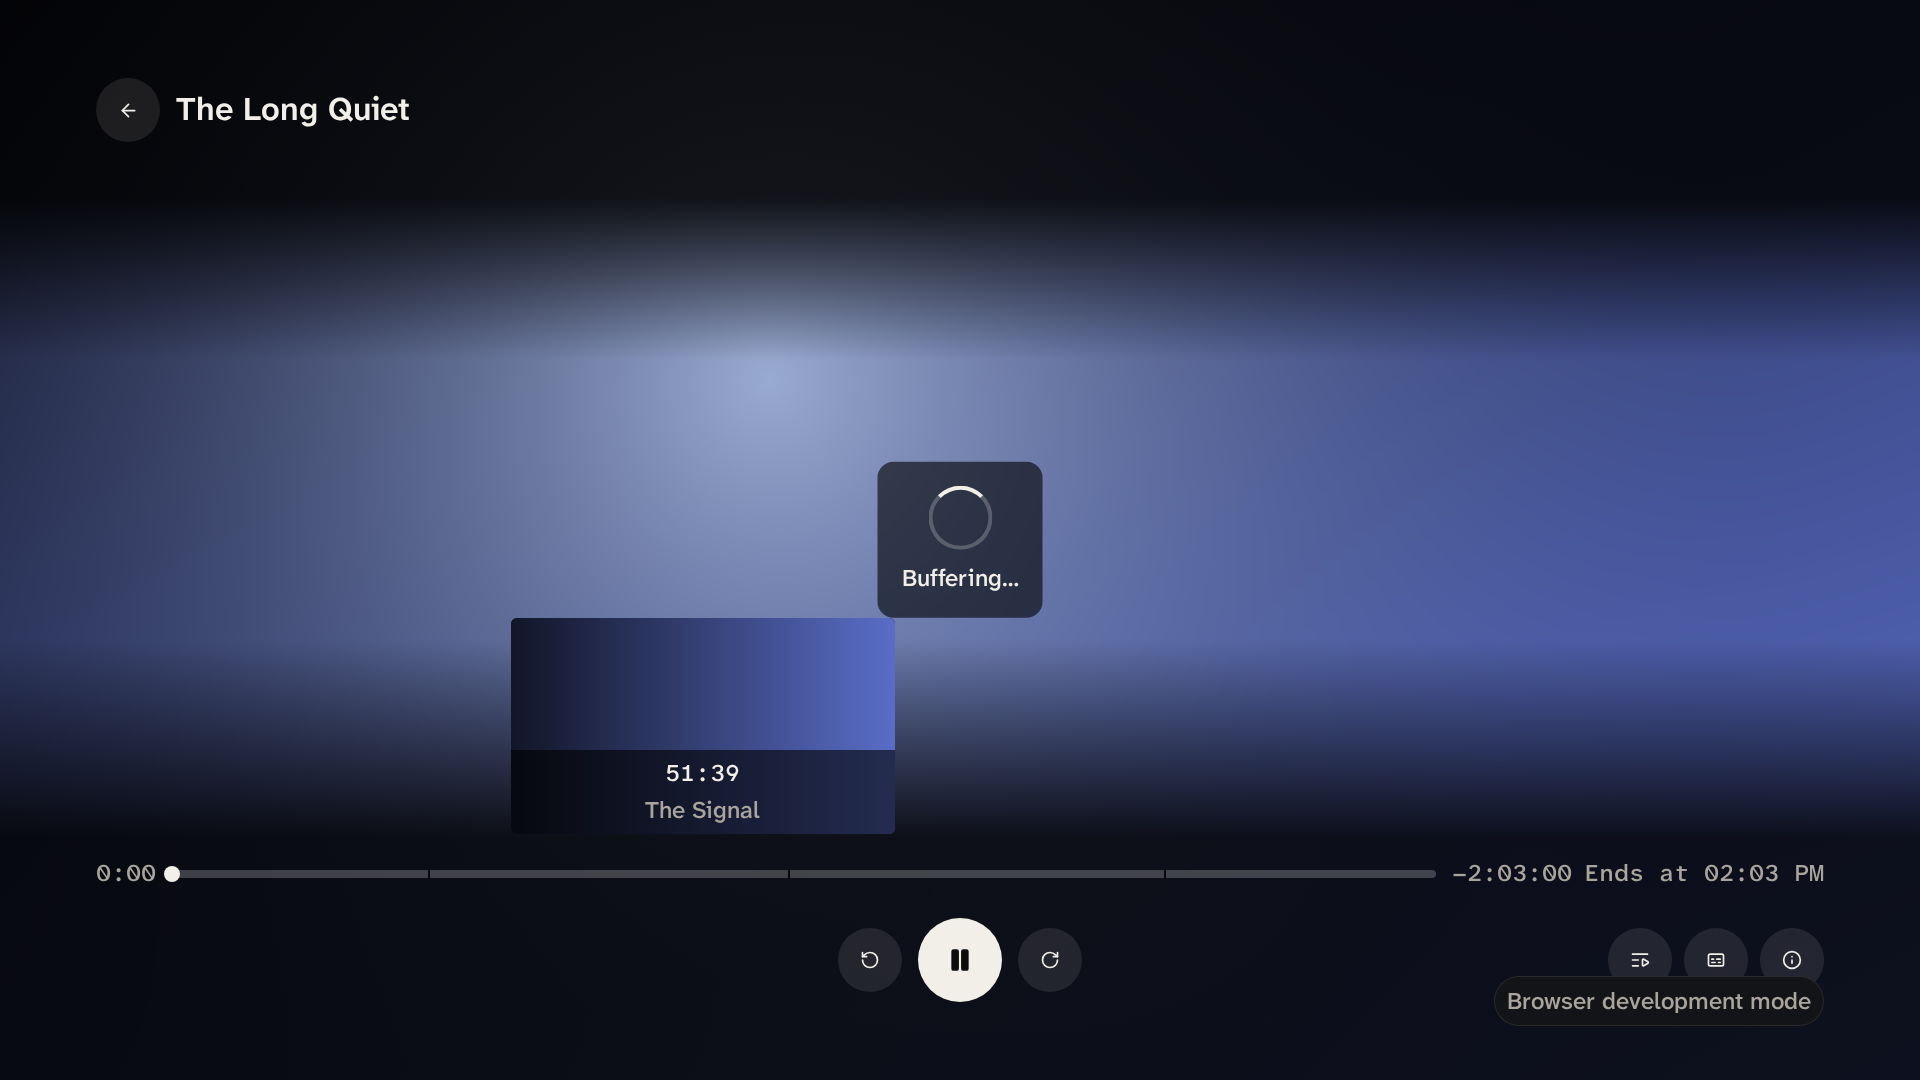 The Long Quiet
Buffering...
51:39
The Signal
0:00
−2:03:00 Ends at 02:03 PM
Browser development mode